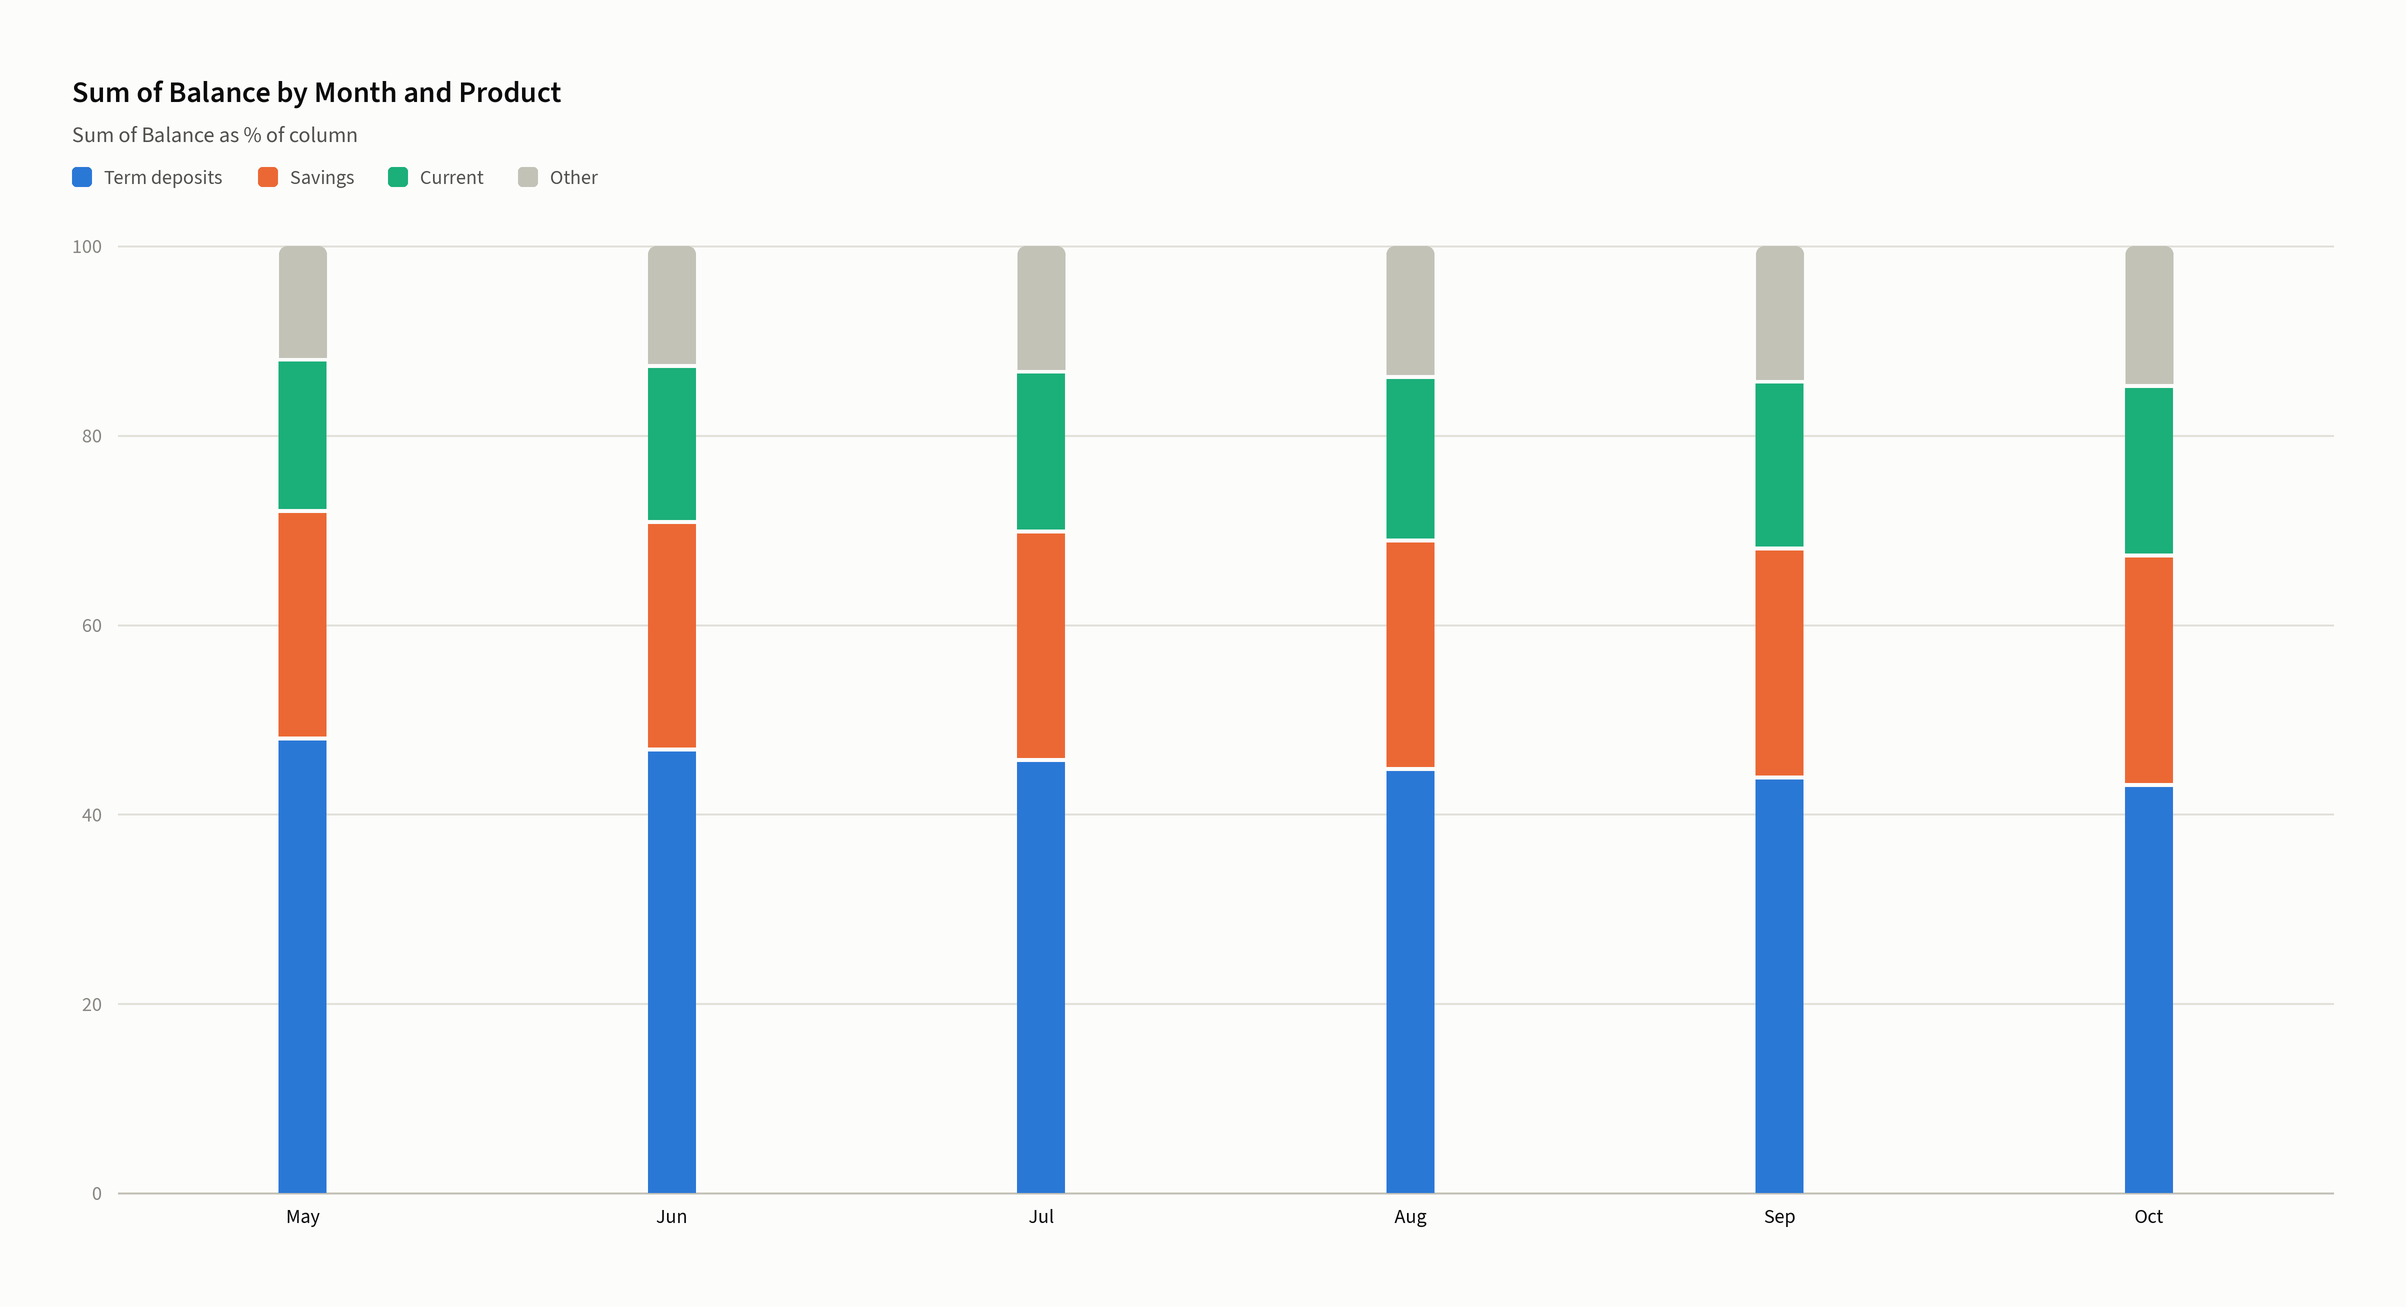 Sum of Balance by Month and Product
Sum of Balance as % of column
Term deposits Savings Current Other
100
80
60
40
20
0
May Jun Jul Aug Sep Oct